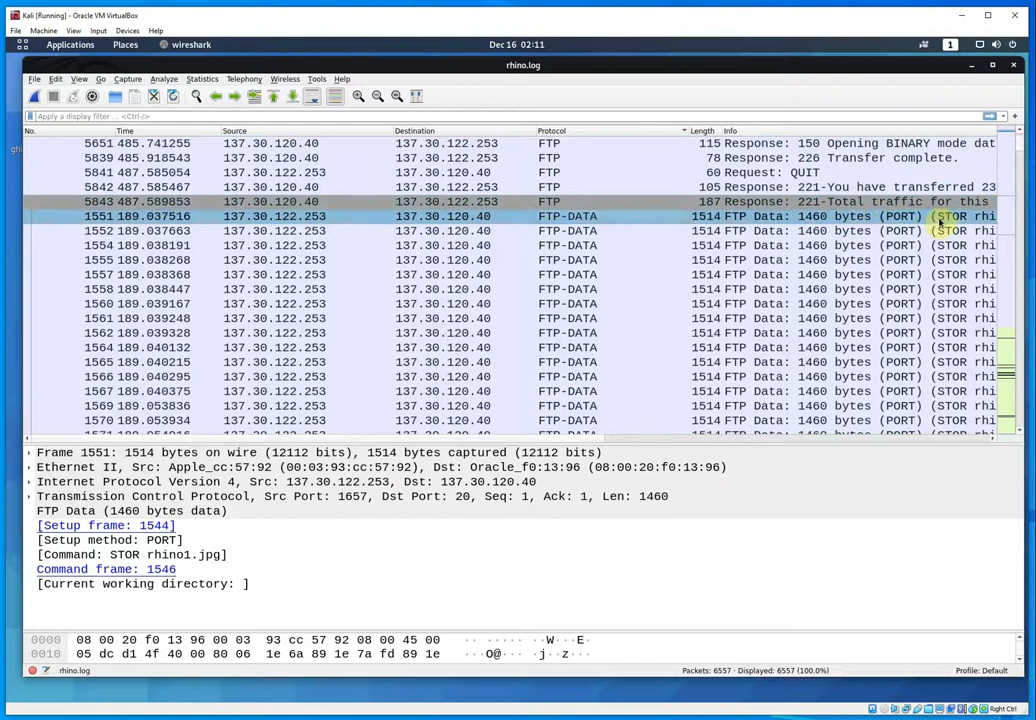 Kali [Running] - Oracle VM VirtualBox
File Machine View Input Devices Help
Applications Places wireshark Dec 16 02:11 1
rhino.log
File Edit View Go Capture Analyze Statistics Telephony Wireless Tools Help
Apply a display filter ... <Ctrl-/>
No. Time Source Destination Protocol Length Info
5651 485.741255 137.30.120.40 137.30.122.253 FTP 115 Response: 150 Opening BINARY mode dat
5839 485.918543 137.30.120.40 137.30.122.253 FTP 78 Response: 226 Transfer complete.
5841 487.585054 137.30.122.253 137.30.120.40 FTP 60 Request: QUIT
5842 487.585467 137.30.120.40 137.30.122.253 FTP 105 Response: 221-You have transferred 23
5843 487.589853 137.30.120.40 137.30.122.253 FTP 187 Response: 221-Total traffic for this
1551 189.037516 137.30.122.253 137.30.120.40 FTP-DATA 1514 FTP Data: 1460 bytes (PORT) (STOR rhi
1552 189.037663 137.30.122.253 137.30.120.40 FTP-DATA 1514 FTP Data: 1460 bytes (PORT) (STOR rhi
1554 189.038191 137.30.122.253 137.30.120.40 FTP-DATA 1514 FTP Data: 1460 bytes (PORT) (STOR rhi
1555 189.038268 137.30.122.253 137.30.120.40 FTP-DATA 1514 FTP Data: 1460 bytes (PORT) (STOR rhi
1557 189.038368 137.30.122.253 137.30.120.40 FTP-DATA 1514 FTP Data: 1460 bytes (PORT) (STOR rhi
1558 189.038447 137.30.122.253 137.30.120.40 FTP-DATA 1514 FTP Data: 1460 bytes (PORT) (STOR rhi
1560 189.039167 137.30.122.253 137.30.120.40 FTP-DATA 1514 FTP Data: 1460 bytes (PORT) (STOR rhi
1561 189.039248 137.30.122.253 137.30.120.40 FTP-DATA 1514 FTP Data: 1460 bytes (PORT) (STOR rhi
1562 189.039328 137.30.122.253 137.30.120.40 FTP-DATA 1514 FTP Data: 1460 bytes (PORT) (STOR rhi
1564 189.040132 137.30.122.253 137.30.120.40 FTP-DATA 1514 FTP Data: 1460 bytes (PORT) (STOR rhi
1565 189.040215 137.30.122.253 137.30.120.40 FTP-DATA 1514 FTP Data: 1460 bytes (PORT) (STOR rhi
1566 189.040295 137.30.122.253 137.30.120.40 FTP-DATA 1514 FTP Data: 1460 bytes (PORT) (STOR rhi
1567 189.040375 137.30.122.253 137.30.120.40 FTP-DATA 1514 FTP Data: 1460 bytes (PORT) (STOR rhi
1569 189.053836 137.30.122.253 137.30.120.40 FTP-DATA 1514 FTP Data: 1460 bytes (PORT) (STOR rhi
1570 189.053934 137.30.122.253 137.30.120.40 FTP-DATA 1514 FTP Data: 1460 bytes (PORT) (STOR rhi
Frame 1551: 1514 bytes on wire (12112 bits), 1514 bytes captured (12112 bits)
Ethernet II, Src: Apple_cc:57:92 (00:03:93:cc:57:92), Dst: Oracle_f0:13:96 (08:00:20:f0:13:96)
Internet Protocol Version 4, Src: 137.30.122.253, Dst: 137.30.120.40
Transmission Control Protocol, Src Port: 1657, Dst Port: 20, Seq: 1, Ack: 1, Len: 1460
FTP Data (1460 bytes data)
[Setup frame: 1544]
[Setup method: PORT]
[Command: STOR rhino1.jpg]
Command frame: 1546
[Current working directory: ]
0000 08 00 20 f0 13 96 00 03 93 cc 57 92 08 00 45 00 ·· ····· ··W···E·
0010 05 dc d1 4f 40 00 80 06 1e 6a 89 1e 7a fd 89 1e ···O@··· ·j··z···
rhino.log Packets: 6557 · Displayed: 6557 (100.0%) Profile: Default
Right Ctrl